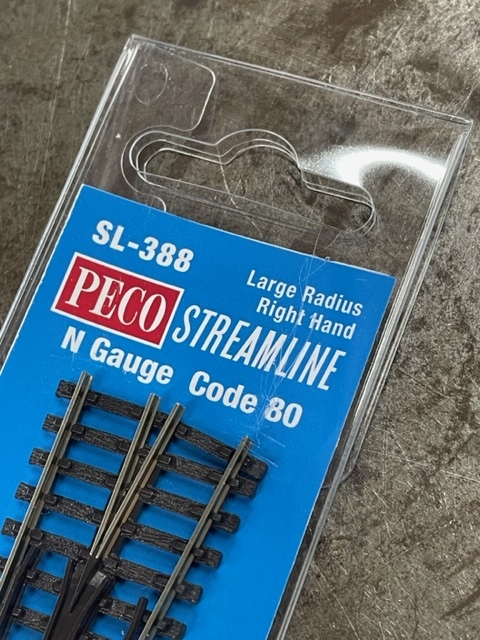 SL-388
Large Radius
Right Hand
PECO STREAMLINE
N Gauge Code 80